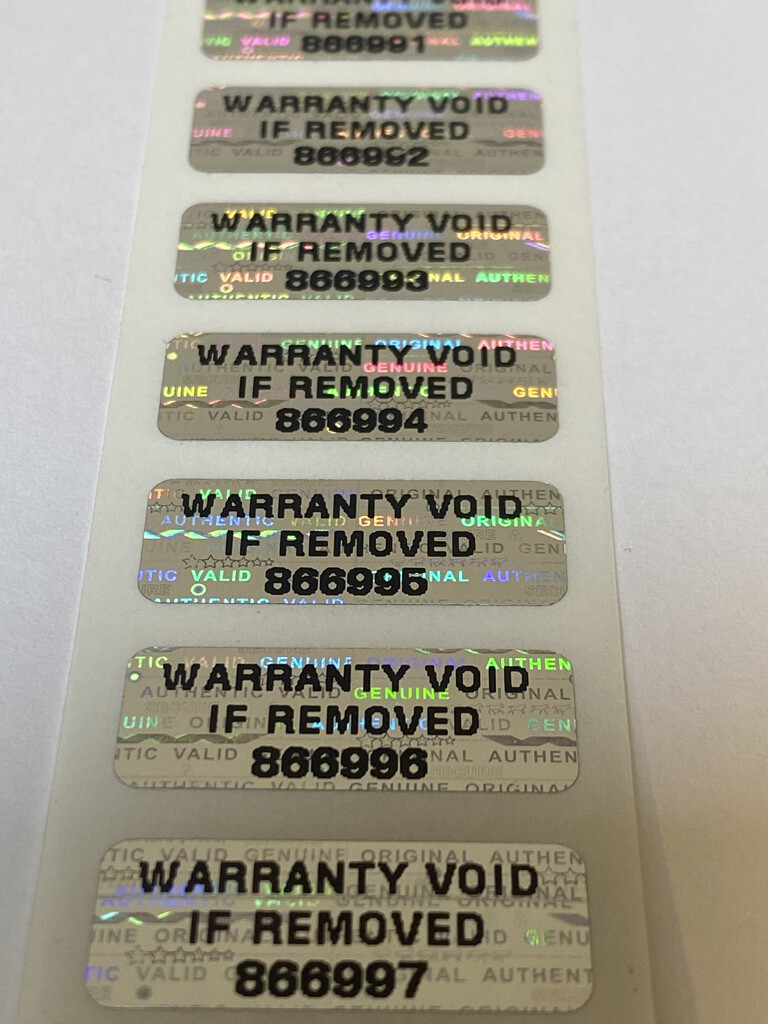 IF REMOVED
866991
WARRANTY VOID
IF REMOVED
866992
WARRANTY VOID
IF REMOVED
866993
WARRANTY VOID
IF REMOVED
866994
WARRANTY VOID
IF REMOVED
866995
WARRANTY VOID
IF REMOVED
866996
WARRANTY VOID
IF REMOVED
866997